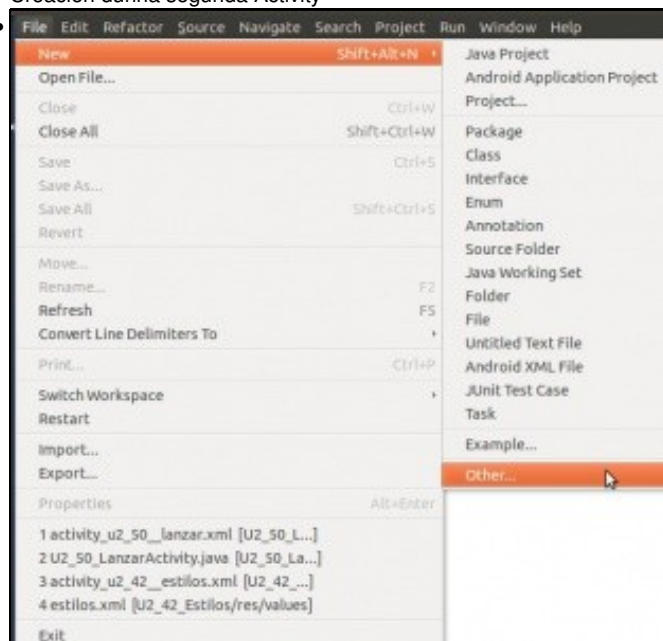 Creación dunha segunda Activity
File Edit Refactor Source Navigate Search Project Run Window Help
New Shift+Alt+N
Open File...
Close Ctrl+W
Close All Shift+Ctrl+W
Save Ctrl+S
Save As...
Save All Shift+Ctrl+S
Revert
Move...
Rename... F2
Refresh F5
Convert Line Delimiters To
Print... Ctrl+P
Switch Workspace
Restart
Import...
Export...
Properties Alt+Enter
1 activity_u2_50__lanzar.xml [U2_50_L...]
2 U2_50_LanzarActivity.java [U2_50_La...]
3 activity_u2_42__estilos.xml [U2_42_...]
4 estilos.xml [U2_42_Estilos/res/values]
Exit
Java Project
Android Application Project
Project...
Package
Class
Interface
Enum
Annotation
Source Folder
Java Working Set
Folder
File
Untitled Text File
Android XML File
JUnit Test Case
Task
Example...
Other...